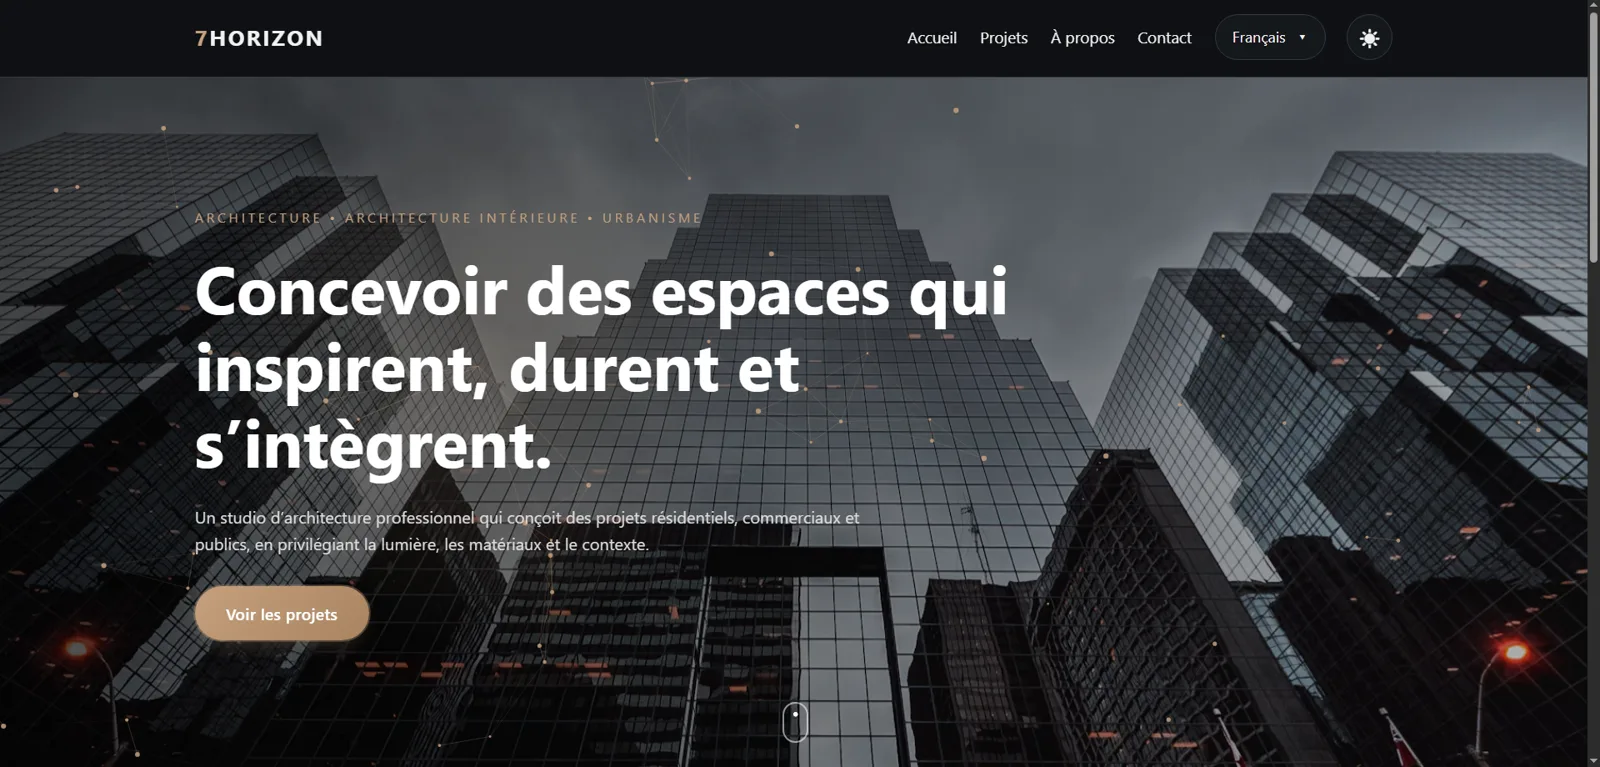 7HORIZON
Accueil
Projets
À propos
Contact
Français
ARCHITECTURE • ARCHITECTURE INTÉRIEURE • URBANISME
Concevoir des espaces qui
inspirent, durent et
s’intègrent.
Un studio d’architecture professionnel qui conçoit des projets résidentiels, commerciaux et
publics, en privilégiant la lumière, les matériaux et le contexte.
Voir les projets